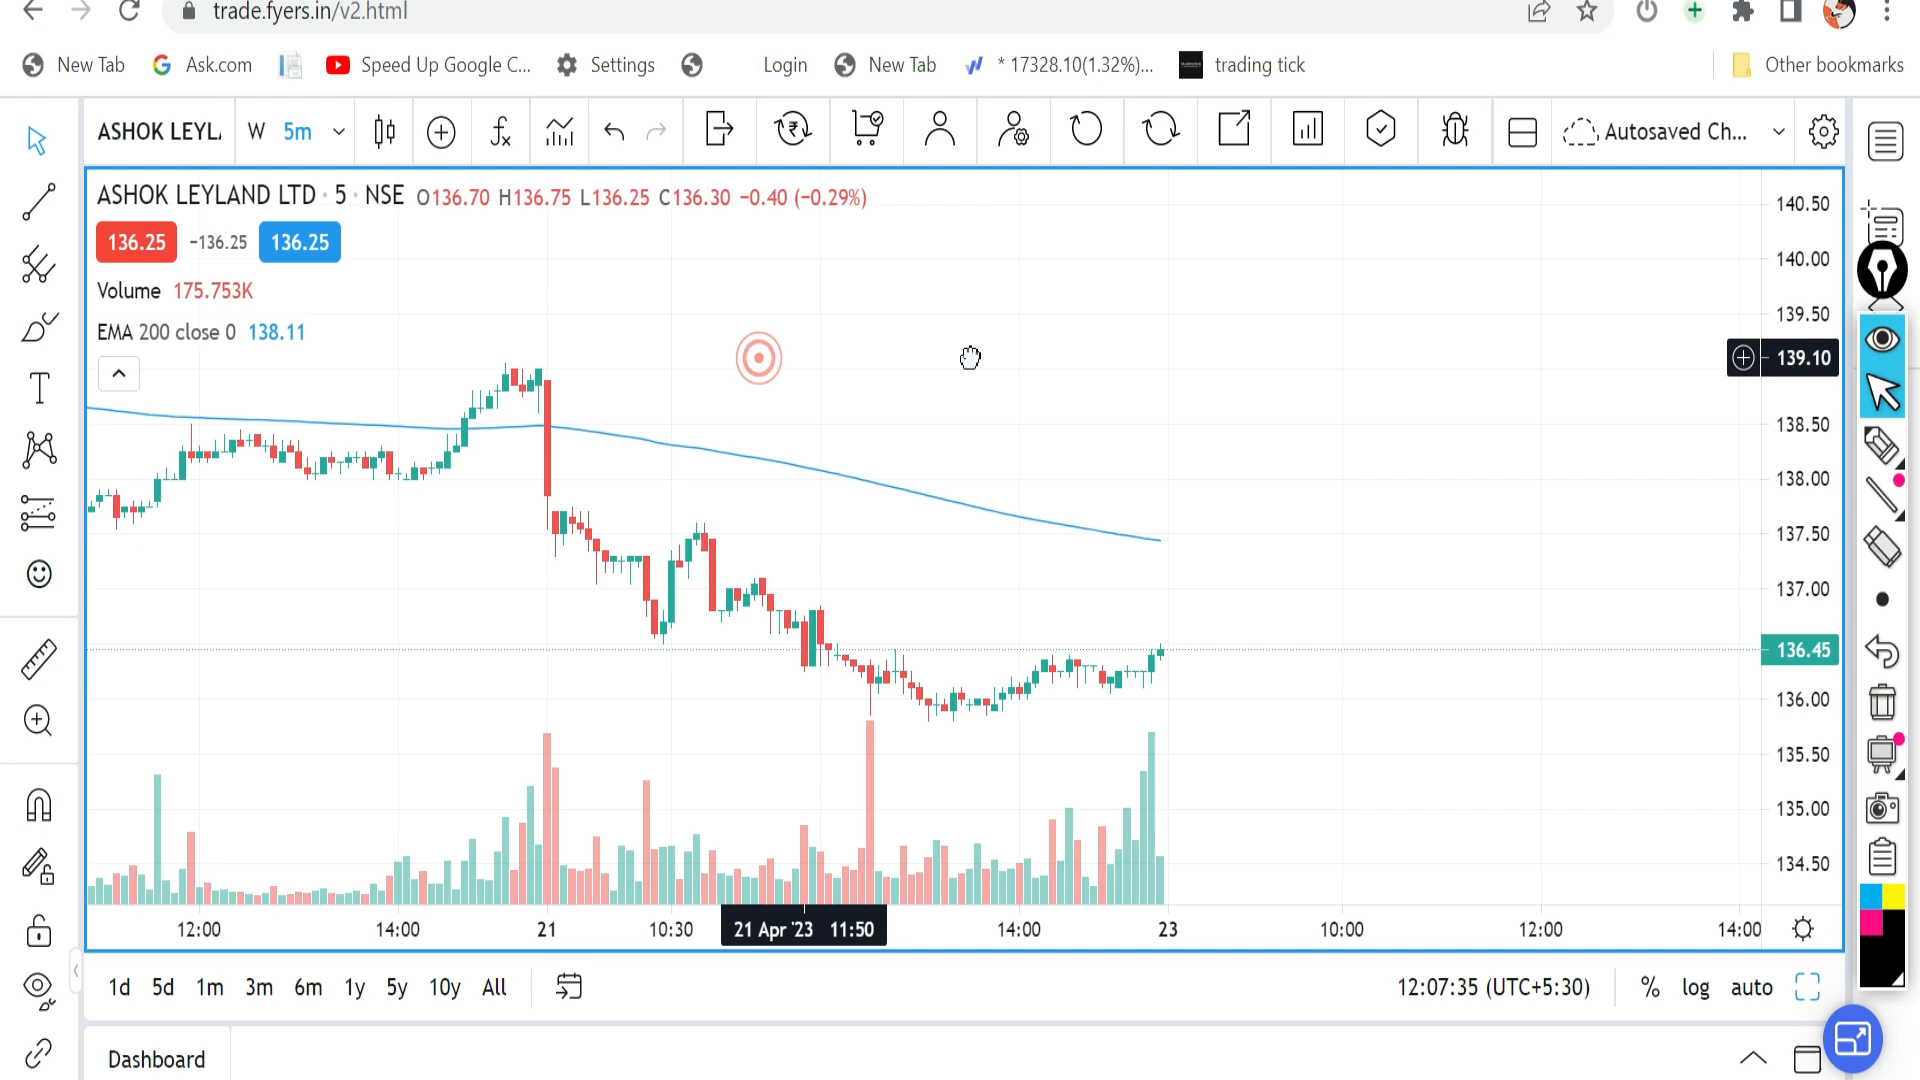 trade.fyers.in/v2.html
New Tab Ask.com Speed Up Google C... Settings Login New Tab * 17328.10(1.32%)... trading tick Other bookmarks
ASHOK LEYL W 5m Autosaved Ch...
ASHOK LEYLAND LTD · 5 · NSE O136.70 H136.75 L136.25 C136.30 −0.40 (−0.29%)
136.25 −136.25 136.25
Volume 175.753K
EMA 200 close 0 138.11
140.50
140.00
139.50
139.10
138.50
138.00
137.50
137.00
136.45
136.00
135.50
135.00
134.50
12:00 14:00 21 10:30 21 Apr '23 11:50 14:00 23 10:00 12:00 14:00
1d 5d 1m 3m 6m 1y 5y 10y All 12:07:35 (UTC+5:30) % log auto
Dashboard